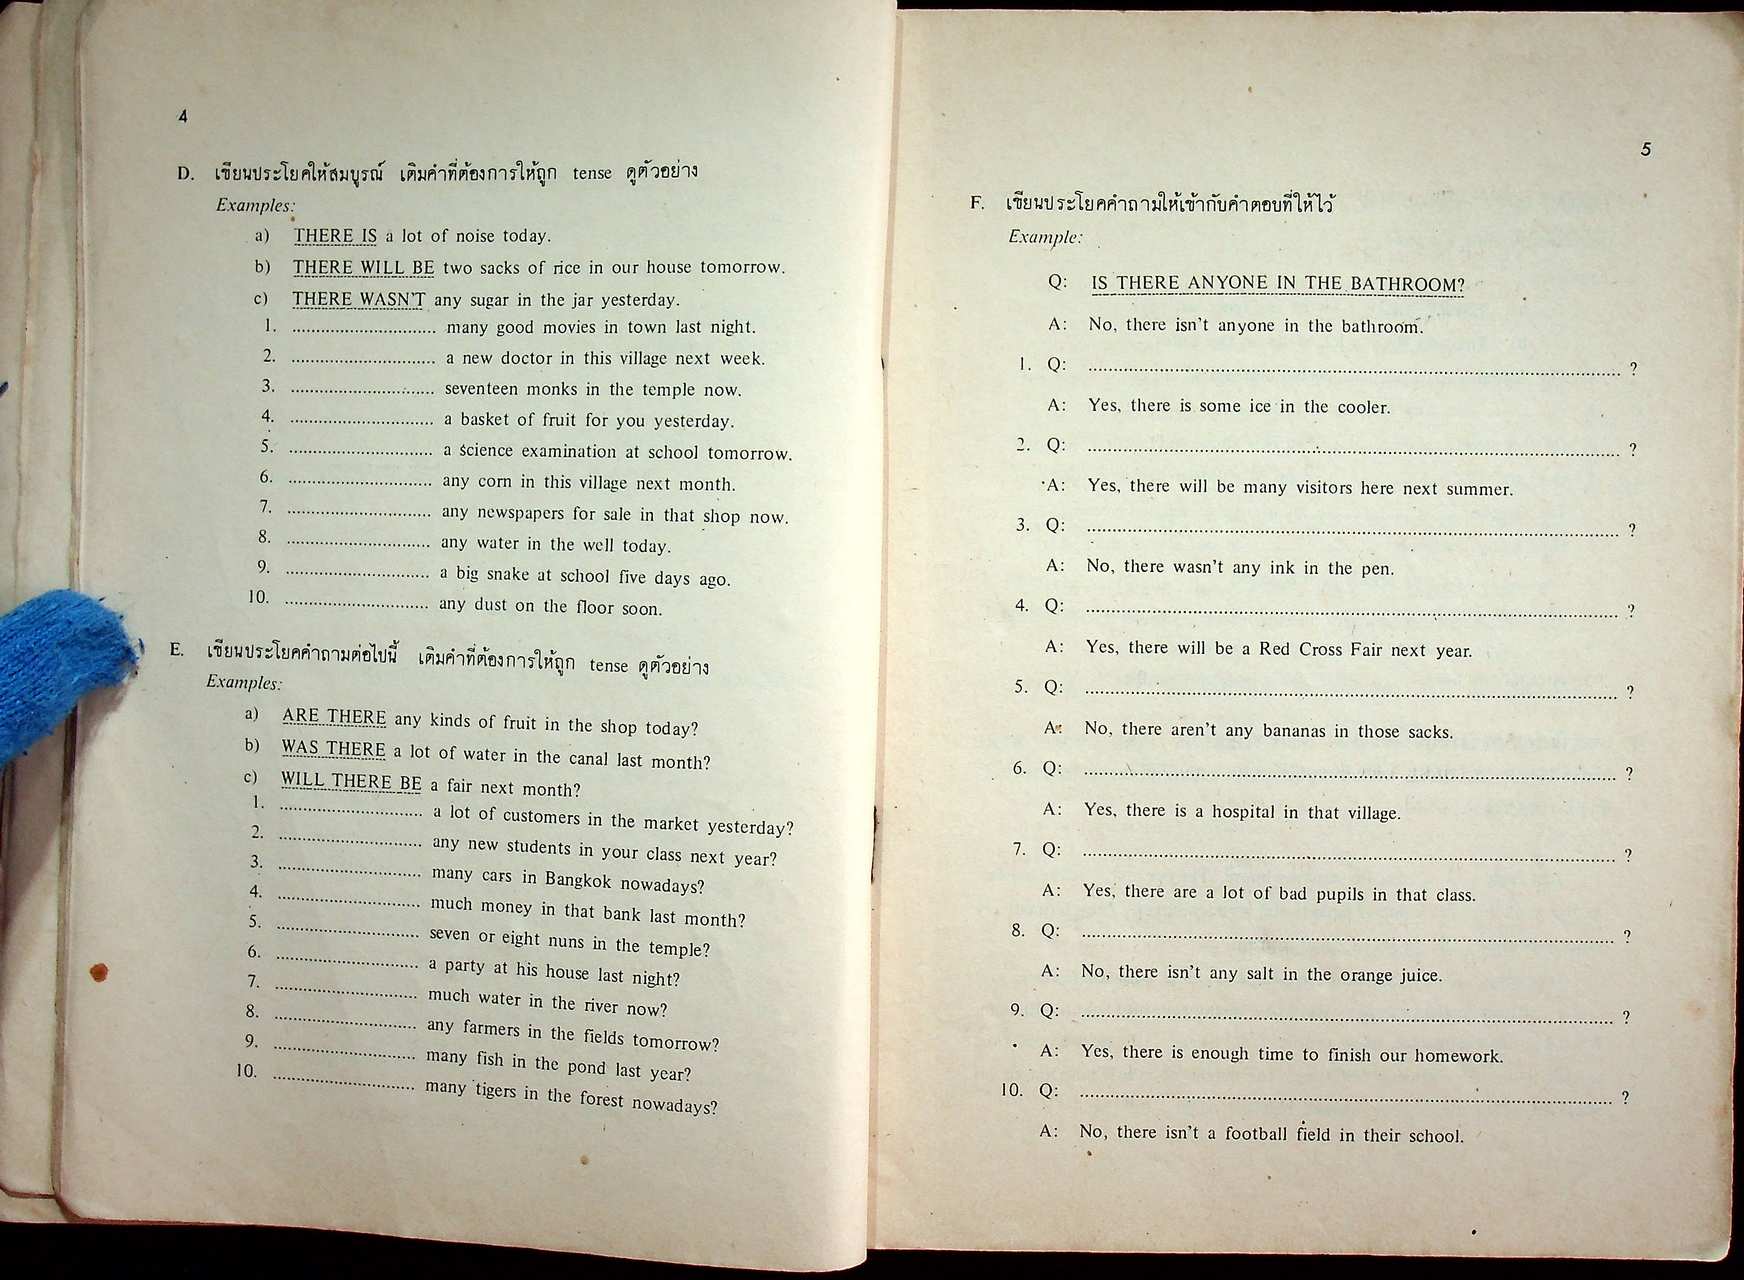 4
D. เขียนประโยคให้สมบูรณ์ เติมคำที่ต้องการให้ถูก tense ดูตัวอย่าง
Examples:
a) THERE IS a lot of noise today.
b) THERE WILL BE two sacks of rice in our house tomorrow.
c) THERE WASN'T any sugar in the jar yesterday.
1. .............................. many good movies in town last night.
2. .............................. a new doctor in this village next week.
3. .............................. seventeen monks in the temple now.
4. .............................. a basket of fruit for you yesterday.
5. .............................. a science examination at school tomorrow.
6. .............................. any corn in this village next month.
7. .............................. any newspapers for sale in that shop now.
8. .............................. any water in the well today.
9. .............................. a big snake at school five days ago.
10. .............................. any dust on the floor soon.
E. เขียนประโยคคำถามต่อไปนี้ เติมคำที่ต้องการให้ถูก tense ดูตัวอย่าง
Examples:
a) ARE THERE any kinds of fruit in the shop today?
b) WAS THERE a lot of water in the canal last month?
c) WILL THERE BE a fair next month?
1. .............................. a lot of customers in the market yesterday?
2. .............................. any new students in your class next year?
3. .............................. many cars in Bangkok nowadays?
4. .............................. much money in that bank last month?
5. .............................. seven or eight nuns in the temple?
6. .............................. a party at his house last night?
7. .............................. much water in the river now?
8. .............................. any farmers in the fields tomorrow?
9. .............................. many fish in the pond last year?
10. .............................. many tigers in the forest nowadays?
5
F. เขียนประโยคคำถามให้เข้ากับคำตอบที่ให้ไว้
Example:
Q: IS THERE ANYONE IN THE BATHROOM?
A: No, there isn't anyone in the bathroom.
1. Q: .............................. ?
A: Yes, there is some ice in the cooler.
2. Q: .............................. ?
A: Yes, there will be many visitors here next summer.
3. Q: .............................. ?
A: No, there wasn't any ink in the pen.
4. Q: .............................. ?
A: Yes, there will be a Red Cross Fair next year.
5. Q: .............................. ?
A: No, there aren't any bananas in those sacks.
6. Q: .............................. ?
A: Yes, there is a hospital in that village.
7. Q: .............................. ?
A: Yes, there are a lot of bad pupils in that class.
8. Q: .............................. ?
A: No, there isn't any salt in the orange juice.
9. Q: .............................. ?
A: Yes, there is enough time to finish our homework.
10. Q: .............................. ?
A: No, there isn't a football field in their school.